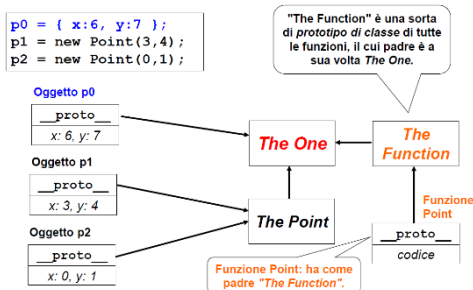 p0 = { x:6, y:7 };
p1 = new Point(3,4);
p2 = new Point(0,1);
"The Function" è una sorta
di prototipo di classe di tutte
le funzioni, il cui padre è a
sua volta The One.
Oggetto p0
__proto__
x: 6, y: 7
The One
The
Function
Oggetto p1
__proto__
x: 3, y: 4
The Point
Funzione
Point
Oggetto p2
__proto__
x: 0, y: 1
__proto__
codice
Funzione Point: ha come
padre "The Function".